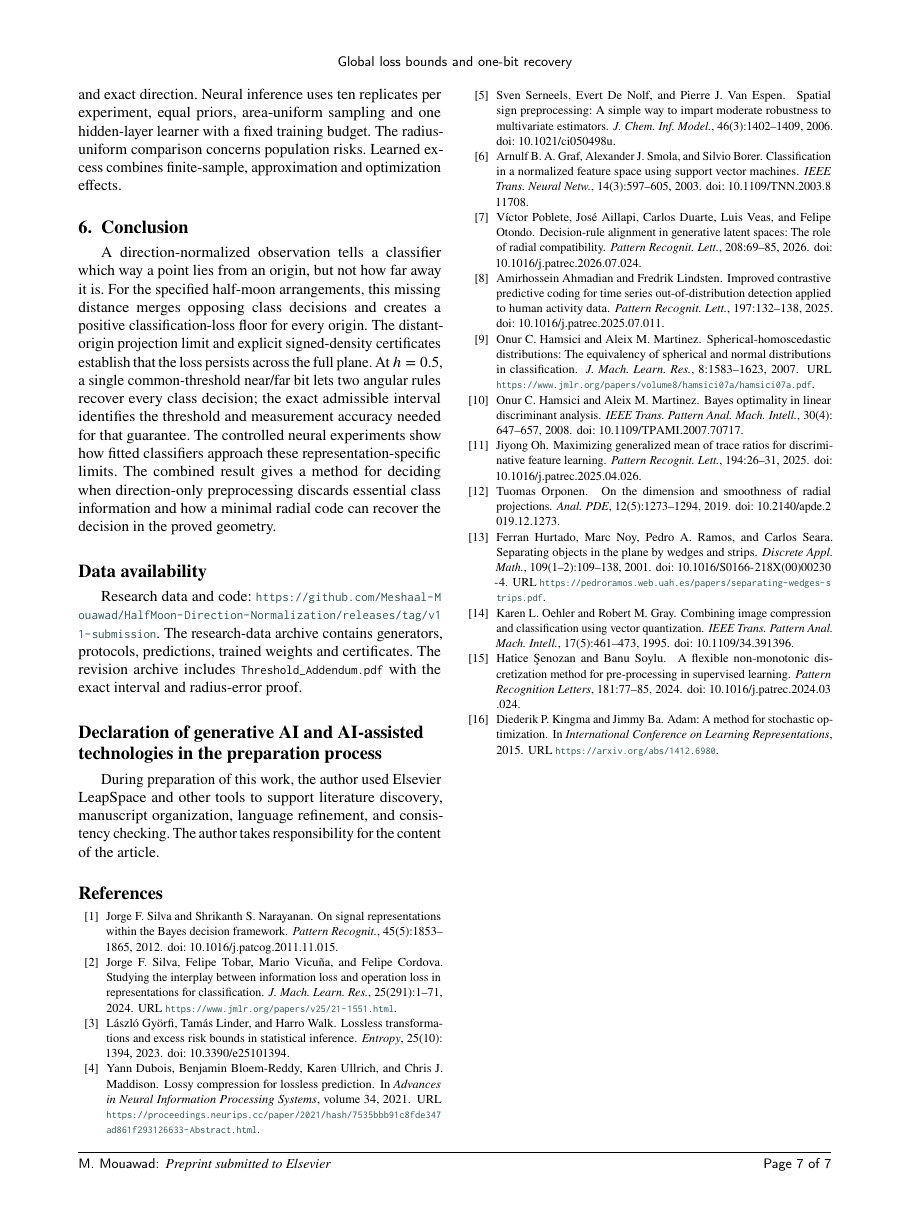 Global loss bounds and one-bit recovery
and exact direction. Neural inference uses ten replicates per
experiment, equal priors, area-uniform sampling and one
hidden-layer learner with a fixed training budget. The radius-
uniform comparison concerns population risks. Learned ex-
cess combines finite-sample, approximation and optimization
effects.
6. Conclusion
A direction-normalized observation tells a classifier
which way a point lies from an origin, but not how far away
it is. For the specified half-moon arrangements, this missing
distance merges opposing class decisions and creates a
positive classification-loss floor for every origin. The distant-
origin projection limit and explicit signed-density certificates
establish that the loss persists across the full plane. At h = 0.5,
a single common-threshold near/far bit lets two angular rules
recover every class decision; the exact admissible interval
identifies the threshold and measurement accuracy needed
for that guarantee. The controlled neural experiments show
how fitted classifiers approach these representation-specific
limits. The combined result gives a method for deciding
when direction-only preprocessing discards essential class
information and how a minimal radial code can recover the
decision in the proved geometry.
Data availability
Research data and code: https://github.com/Meshaal-M
ouawad/HalfMoon-Direction-Normalization/releases/tag/v1
1-submission. The research-data archive contains generators,
protocols, predictions, trained weights and certificates. The
revision archive includes Threshold_Addendum.pdf with the
exact interval and radius-error proof.
Declaration of generative AI and AI-assisted
technologies in the preparation process
During preparation of this work, the author used Elsevier
LeapSpace and other tools to support literature discovery,
manuscript organization, language refinement, and consis-
tency checking. The author takes responsibility for the content
of the article.
References
[1] Jorge F. Silva and Shrikanth S. Narayanan. On signal representations
within the Bayes decision framework. Pattern Recognit., 45(5):1853–
1865, 2012. doi: 10.1016/j.patcog.2011.11.015.
[2] Jorge F. Silva, Felipe Tobar, Mario Vicuña, and Felipe Cordova.
Studying the interplay between information loss and operation loss in
representations for classification. J. Mach. Learn. Res., 25(291):1–71,
2024. URL https://www.jmlr.org/papers/v25/21-1551.html.
[3] László Györfi, Tamás Linder, and Harro Walk. Lossless transforma-
tions and excess risk bounds in statistical inference. Entropy, 25(10):
1394, 2023. doi: 10.3390/e25101394.
[4] Yann Dubois, Benjamin Bloem-Reddy, Karen Ullrich, and Chris J.
Maddison. Lossy compression for lossless prediction. In Advances
in Neural Information Processing Systems, volume 34, 2021. URL
https://proceedings.neurips.cc/paper/2021/hash/7535bbb91c8fde347
ad861f293126633-Abstract.html.
[5] Sven Serneels, Evert De Nolf, and Pierre J. Van Espen. Spatial
sign preprocessing: A simple way to impart moderate robustness to
multivariate estimators. J. Chem. Inf. Model., 46(3):1402–1409, 2006.
doi: 10.1021/ci050498u.
[6] Arnulf B. A. Graf, Alexander J. Smola, and Silvio Borer. Classification
in a normalized feature space using support vector machines. IEEE
Trans. Neural Netw., 14(3):597–605, 2003. doi: 10.1109/TNN.2003.8
11708.
[7] Víctor Poblete, José Aillapi, Carlos Duarte, Luis Veas, and Felipe
Otondo. Decision-rule alignment in generative latent spaces: The role
of radial compatibility. Pattern Recognit. Lett., 208:69–85, 2026. doi:
10.1016/j.patrec.2026.07.024.
[8] Amirhossein Ahmadian and Fredrik Lindsten. Improved contrastive
predictive coding for time series out-of-distribution detection applied
to human activity data. Pattern Recognit. Lett., 197:132–138, 2025.
doi: 10.1016/j.patrec.2025.07.011.
[9] Onur C. Hamsici and Aleix M. Martinez. Spherical-homoscedastic
distributions: The equivalency of spherical and normal distributions
in classification. J. Mach. Learn. Res., 8:1583–1623, 2007. URL
https://www.jmlr.org/papers/volume8/hamsici07a/hamsici07a.pdf.
[10] Onur C. Hamsici and Aleix M. Martinez. Bayes optimality in linear
discriminant analysis. IEEE Trans. Pattern Anal. Mach. Intell., 30(4):
647–657, 2008. doi: 10.1109/TPAMI.2007.70717.
[11] Jiyong Oh. Maximizing generalized mean of trace ratios for discrimi-
native feature learning. Pattern Recognit. Lett., 194:26–31, 2025. doi:
10.1016/j.patrec.2025.04.026.
[12] Tuomas Orponen. On the dimension and smoothness of radial
projections. Anal. PDE, 12(5):1273–1294, 2019. doi: 10.2140/apde.2
019.12.1273.
[13] Ferran Hurtado, Marc Noy, Pedro A. Ramos, and Carlos Seara.
Separating objects in the plane by wedges and strips. Discrete Appl.
Math., 109(1–2):109–138, 2001. doi: 10.1016/S0166-218X(00)00230
-4. URL https://pedroramos.web.uah.es/papers/separating-wedges-s
trips.pdf.
[14] Karen L. Oehler and Robert M. Gray. Combining image compression
and classification using vector quantization. IEEE Trans. Pattern Anal.
Mach. Intell., 17(5):461–473, 1995. doi: 10.1109/34.391396.
[15] Hatice Şenozan and Banu Soylu. A flexible non-monotonic dis-
cretization method for pre-processing in supervised learning. Pattern
Recognition Letters, 181:77–85, 2024. doi: 10.1016/j.patrec.2024.03
.024.
[16] Diederik P. Kingma and Jimmy Ba. Adam: A method for stochastic op-
timization. In International Conference on Learning Representations,
2015. URL https://arxiv.org/abs/1412.6980.
M. Mouawad: Preprint submitted to Elsevier
Page 7 of 7